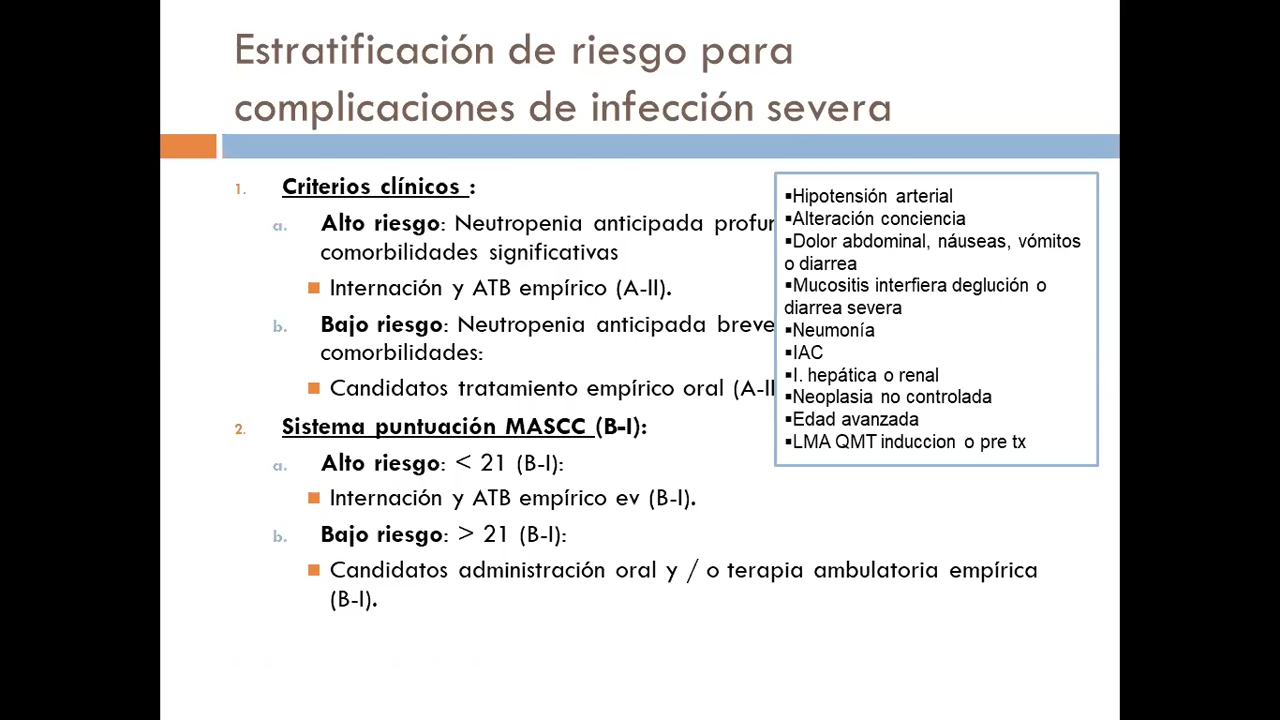 Estratificación de riesgo para
complicaciones de infección severa
1. Criterios clínicos :
a. Alto riesgo: Neutropenia anticipada
comorbilidades significativas
■ Internación y ATB empírico (A-II).
b. Bajo riesgo: Neutropenia anticipada breve
comorbilidades:
■ Candidatos tratamiento empírico oral
2. Sistema puntuación MASCC (B-I):
a. Alto riesgo: < 21 (B-I):
■ Internación y ATB empírico ev (B-I).
b. Bajo riesgo: > 21 (B-I):
■ Candidatos administración oral y / o terapia ambulatoria empírica
(B-I).
▪Hipotensión arterial
▪Alteración conciencia
▪Dolor abdominal, náuseas, vómitos
o diarrea
▪Mucositis interfiera deglución o
diarrea severa
▪Neumonía
▪IAC
▪I. hepática o renal
▪Neoplasia no controlada
▪Edad avanzada
▪LMA QMT induccion o pre tx